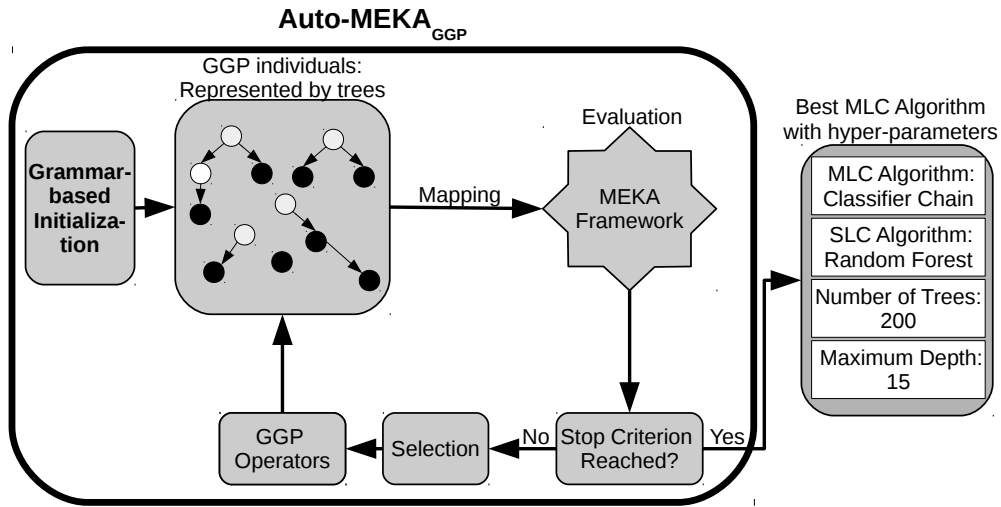 Auto-MEKA_GGP
GGP individuals:
Represented by trees
Grammar-
based
Initializa-
tion
Mapping
Evaluation
MEKA
Framework
Stop Criterion
Reached?
No
Yes
Selection
GGP
Operators
Best MLC Algorithm
with hyper-parameters
MLC Algorithm:
Classifier Chain
SLC Algorithm:
Random Forest
Number of Trees:
200
Maximum Depth:
15